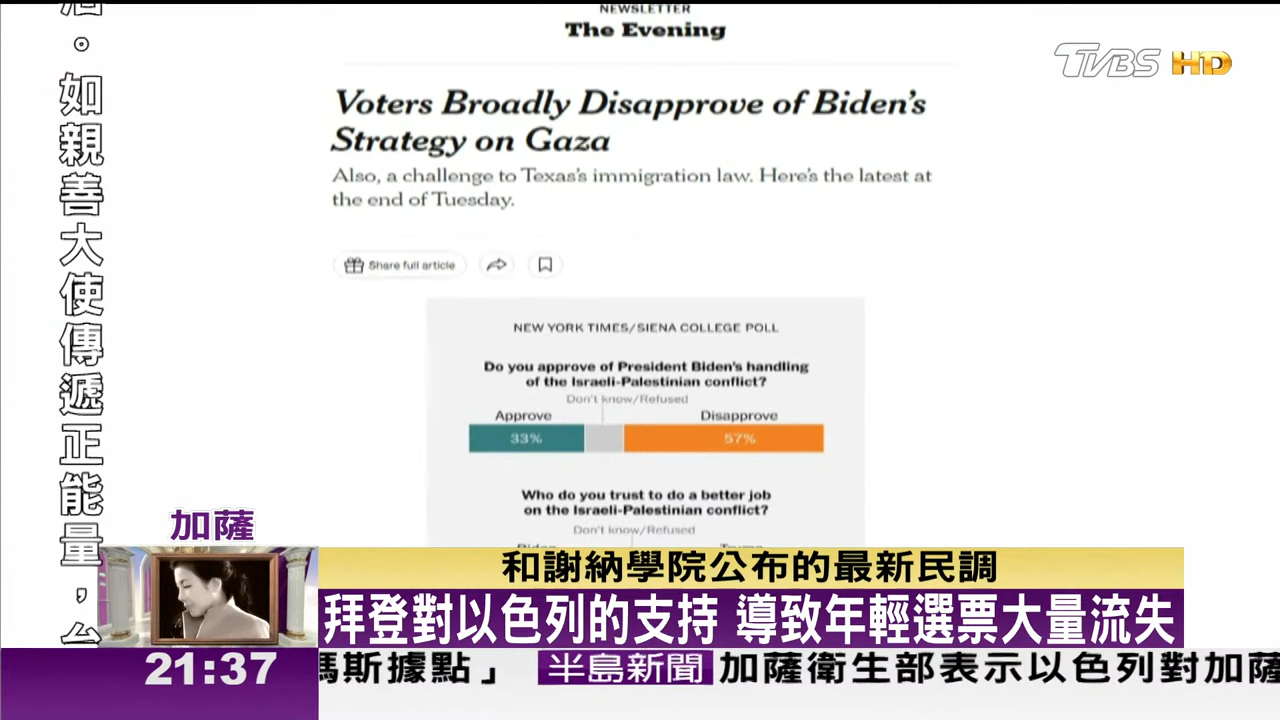 NEWSLETTER
The Evening
TVBS HD
Voters Broadly Disapprove of Biden's
Strategy on Gaza
Also, a challenge to Texas's immigration law. Here's the latest at
the end of Tuesday.
Share full article
NEW YORK TIMES/SIENA COLLEGE POLL
Do you approve of President Biden's handling
of the Israeli-Palestinian conflict?
Don't know/Refused
Approve
Disapprove
33%
57%
Who do you trust to do a better job
on the Israeli-Palestinian conflict?
Don't know/Refused
。如親善大使傳遞正能量，
加薩
和謝納學院公布的最新民調
拜登對以色列的支持 導致年輕選票大量流失
21:37
瑪斯據點」 半島新聞 加薩衛生部表示以色列對加薩